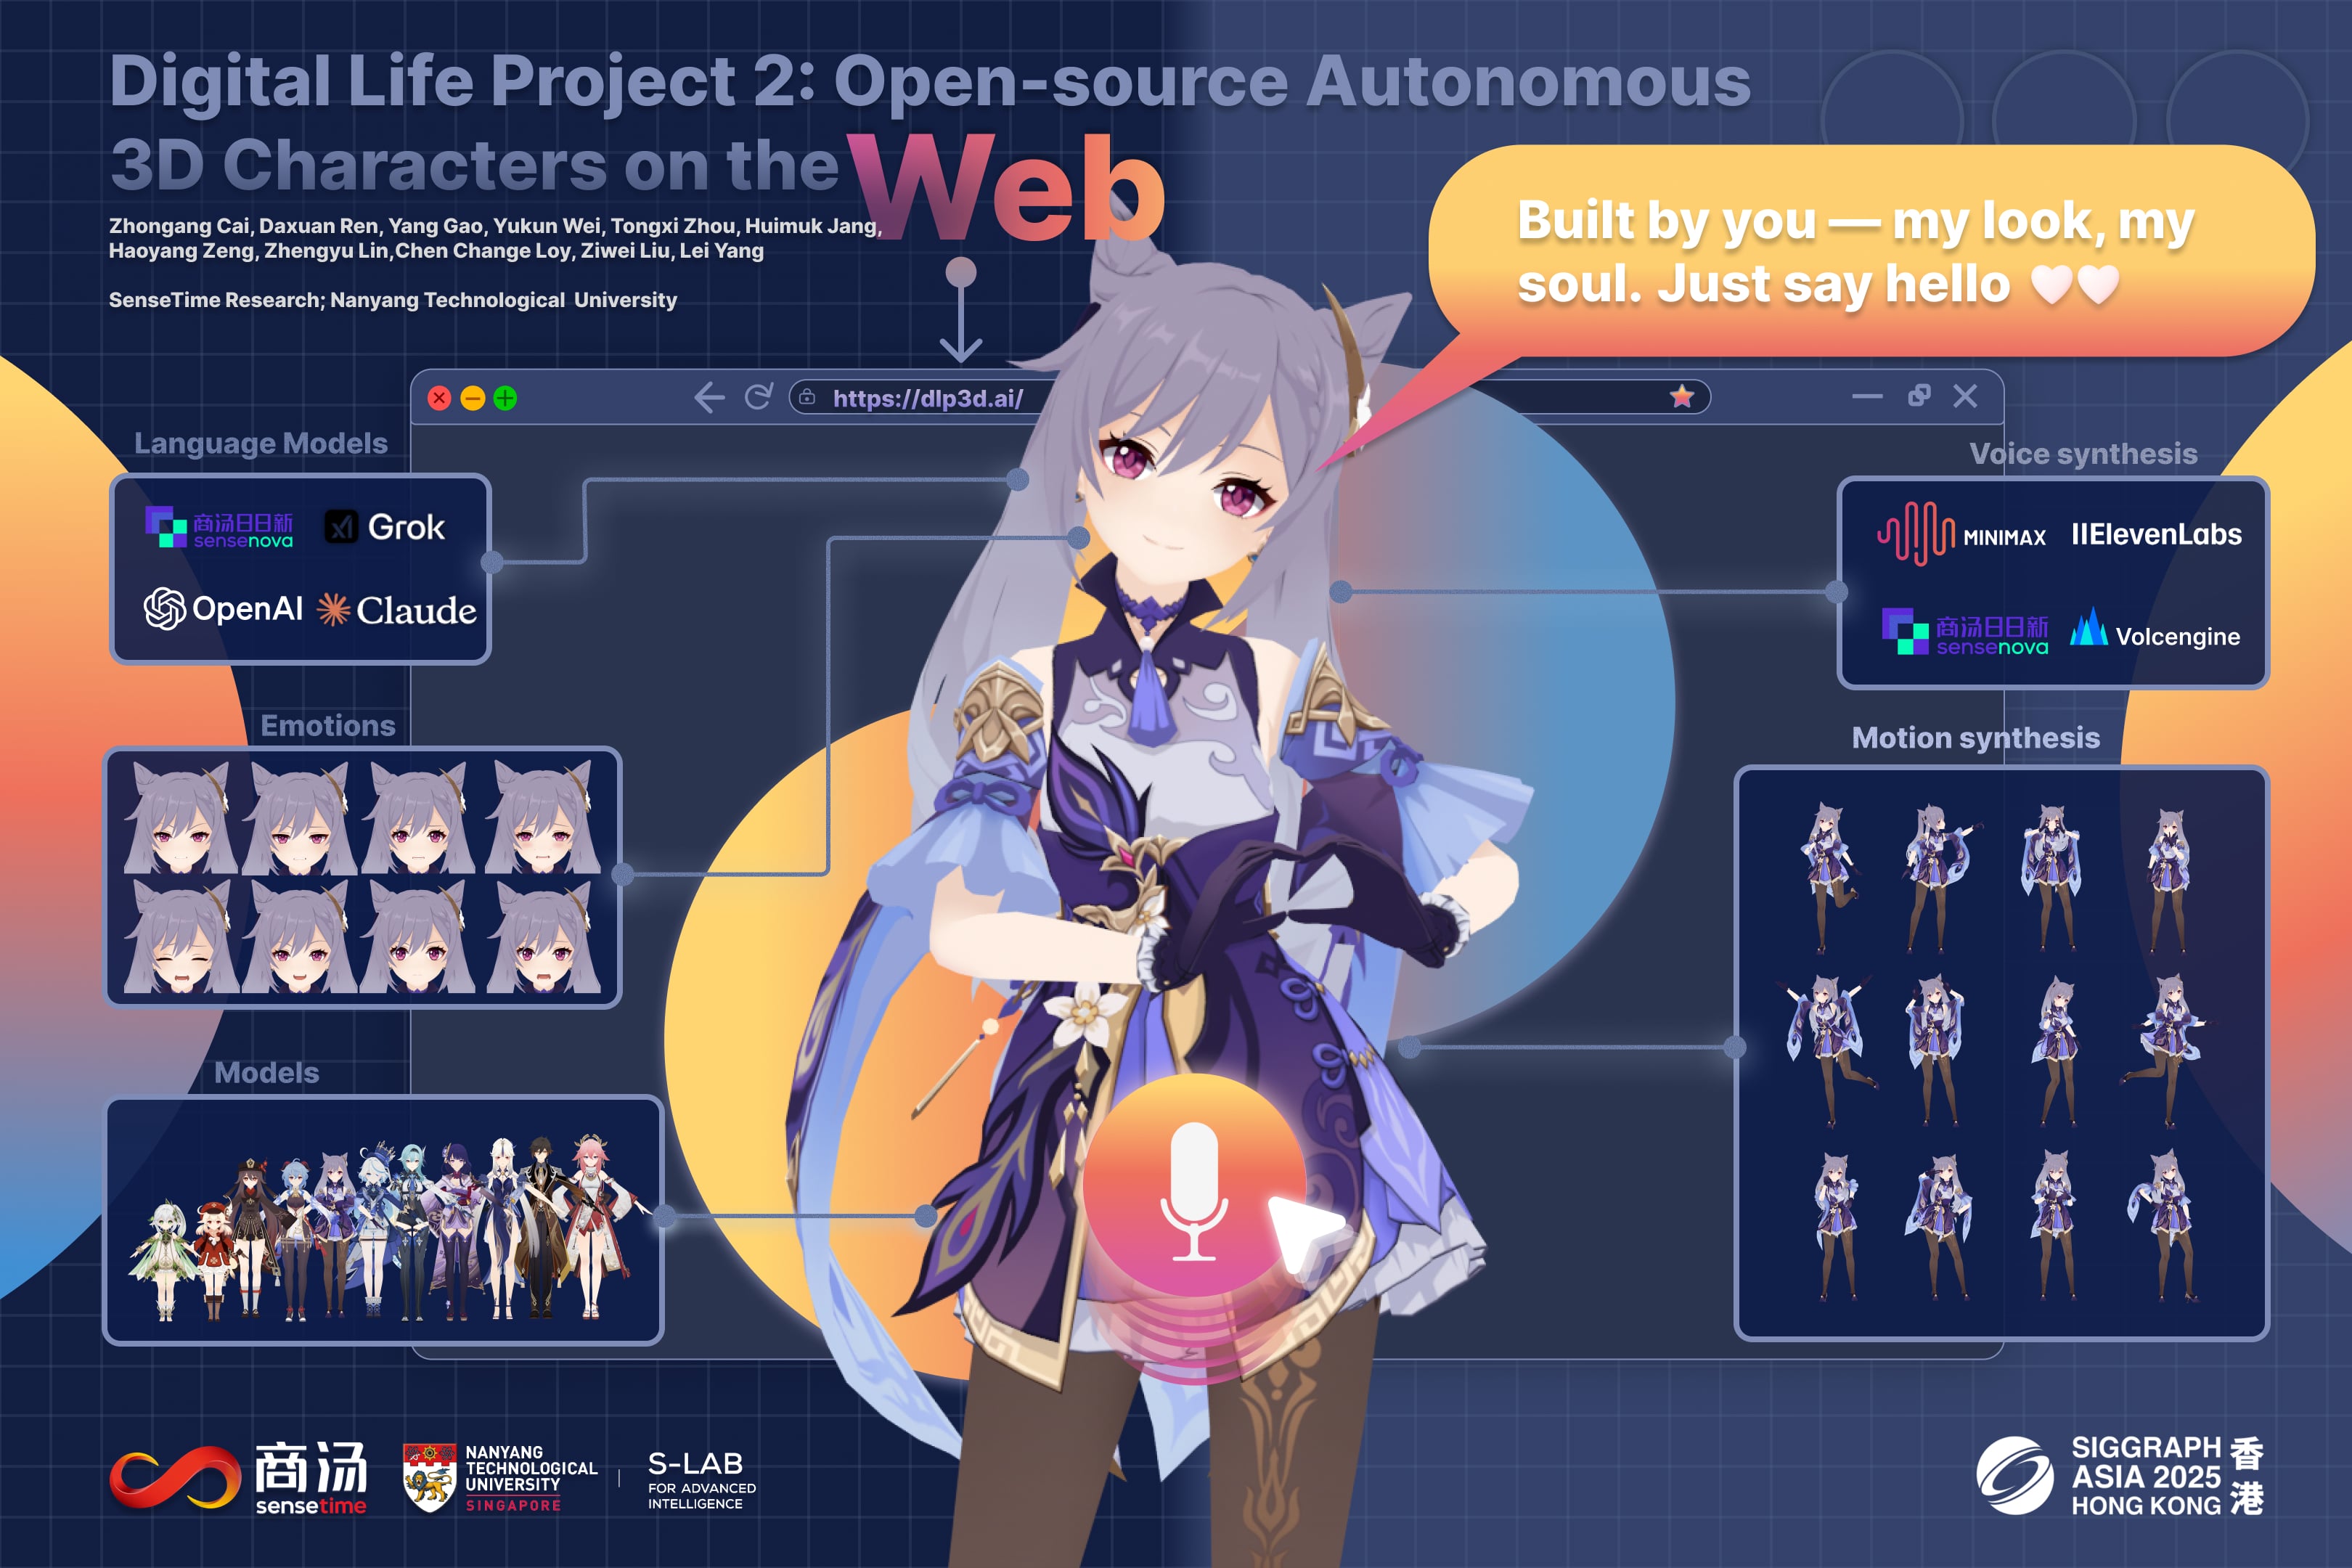 Digital Life Project 2: Open-source Autonomous
3D Characters on the Web
Zhongang Cai, Daxuan Ren, Yang Gao, Yukun Wei, Tongxi Zhou, Huimuk Jang,
Haoyang Zeng, Zhengyu Lin,Chen Change Loy, Ziwei Liu, Lei Yang
SenseTime Research; Nanyang Technological University
Built by you — my look, my
soul. Just say hello 🤍🤍
https://dlp3d.ai/
Language Models
商汤日日新
sensenova
Grok
OpenAI
Claude
Voice synthesis
MINIMAX
IIElevenLabs
商汤日日新
sensenova
Volcengine
Emotions
Motion synthesis
Models
商汤
sensetime
NANYANG
TECHNOLOGICAL
UNIVERSITY
SINGAPORE
S-LAB
FOR ADVANCED
INTELLIGENCE
SIGGRAPH
ASIA 2025
HONG KONG
香港